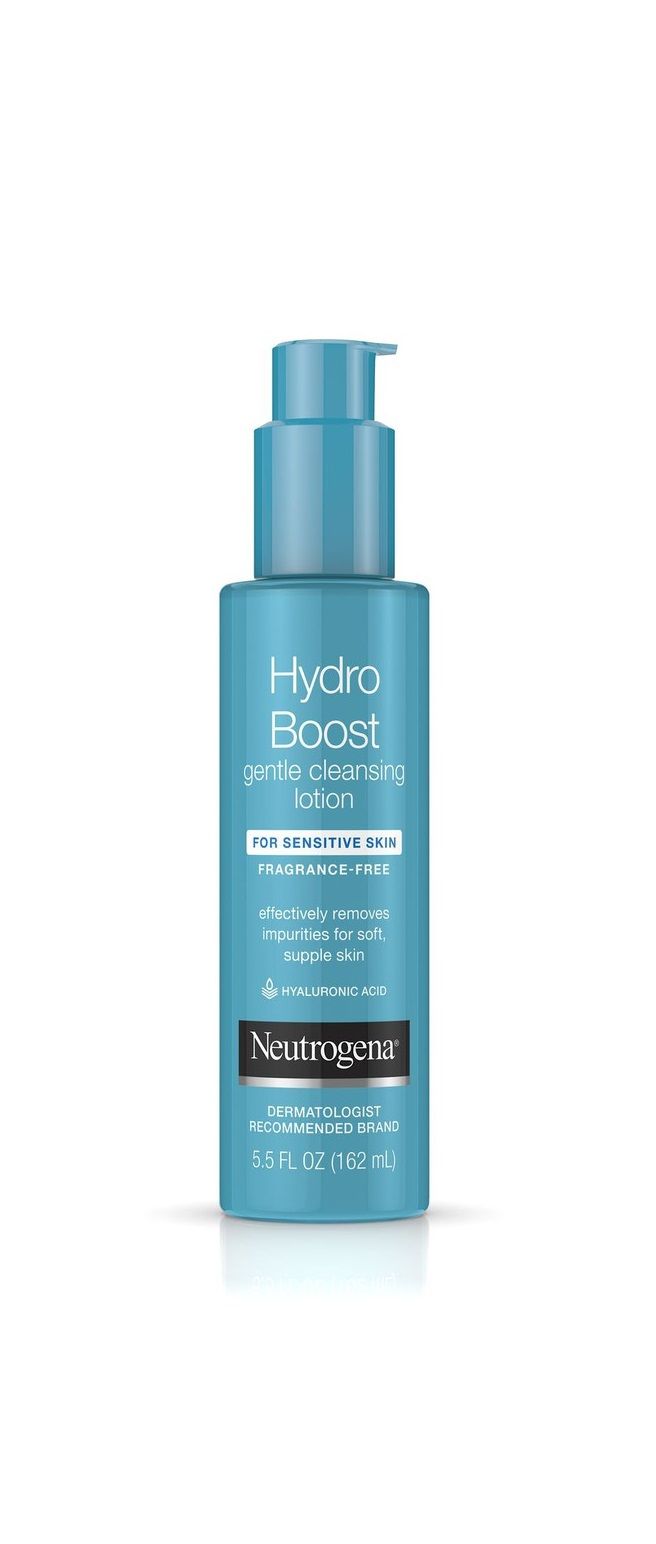 Hydro
Boost
gentle cleansing
lotion
FOR SENSITIVE SKIN
FRAGRANCE-FREE
effectively removes
impurities for soft,
supple skin
HYALURONIC ACID
Neutrogena®
DERMATOLOGIST
RECOMMENDED BRAND
5.5 FL OZ (162 mL)